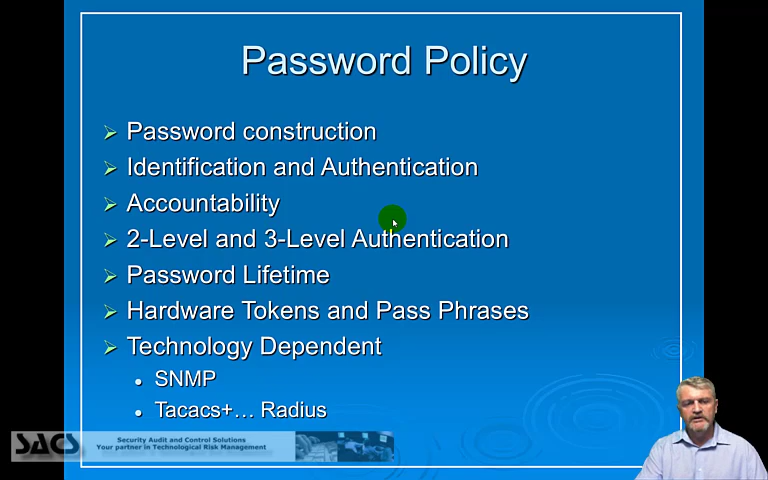 Password Policy
Password construction
Identification and Authentication
Accountability
2-Level and 3-Level Authentication
Password Lifetime
Hardware Tokens and Pass Phrases
Technology Dependent
SNMP
Tacacs+... Radius
SACS
Security Audit and Control Solutions
Your partner in Technological Risk Management